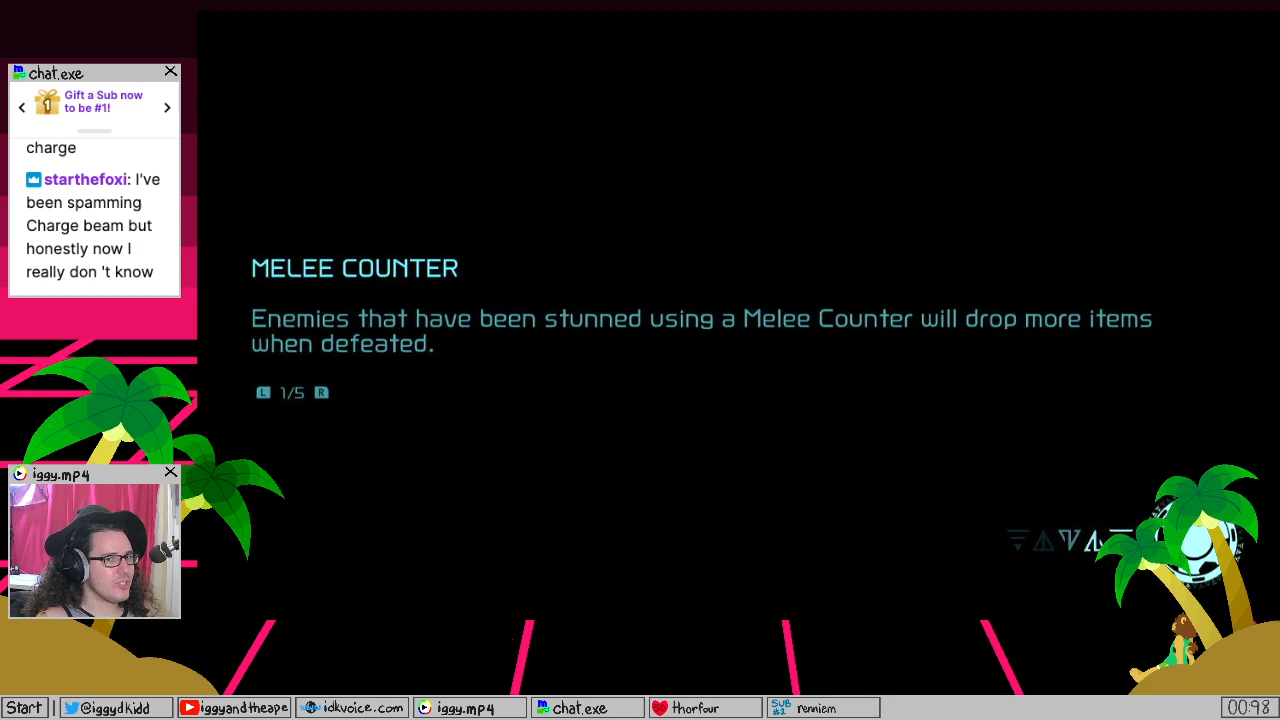 chat.exe
Gift a Sub now
to be #1!
1
charge
starthefoxi: I've
been spamming
Charge beam but
honestly now I
really don 't know
MELEE COUNTER
Enemies that have been stunned using a Melee Counter will drop more items
when defeated.
L 1/5 R
iggy.mp4
Start
@iggydkidd
iggyandtheape
www idkvoice.com
iggy.mp4
chat.exe
thorfour
SUB #2 renniem
00:98